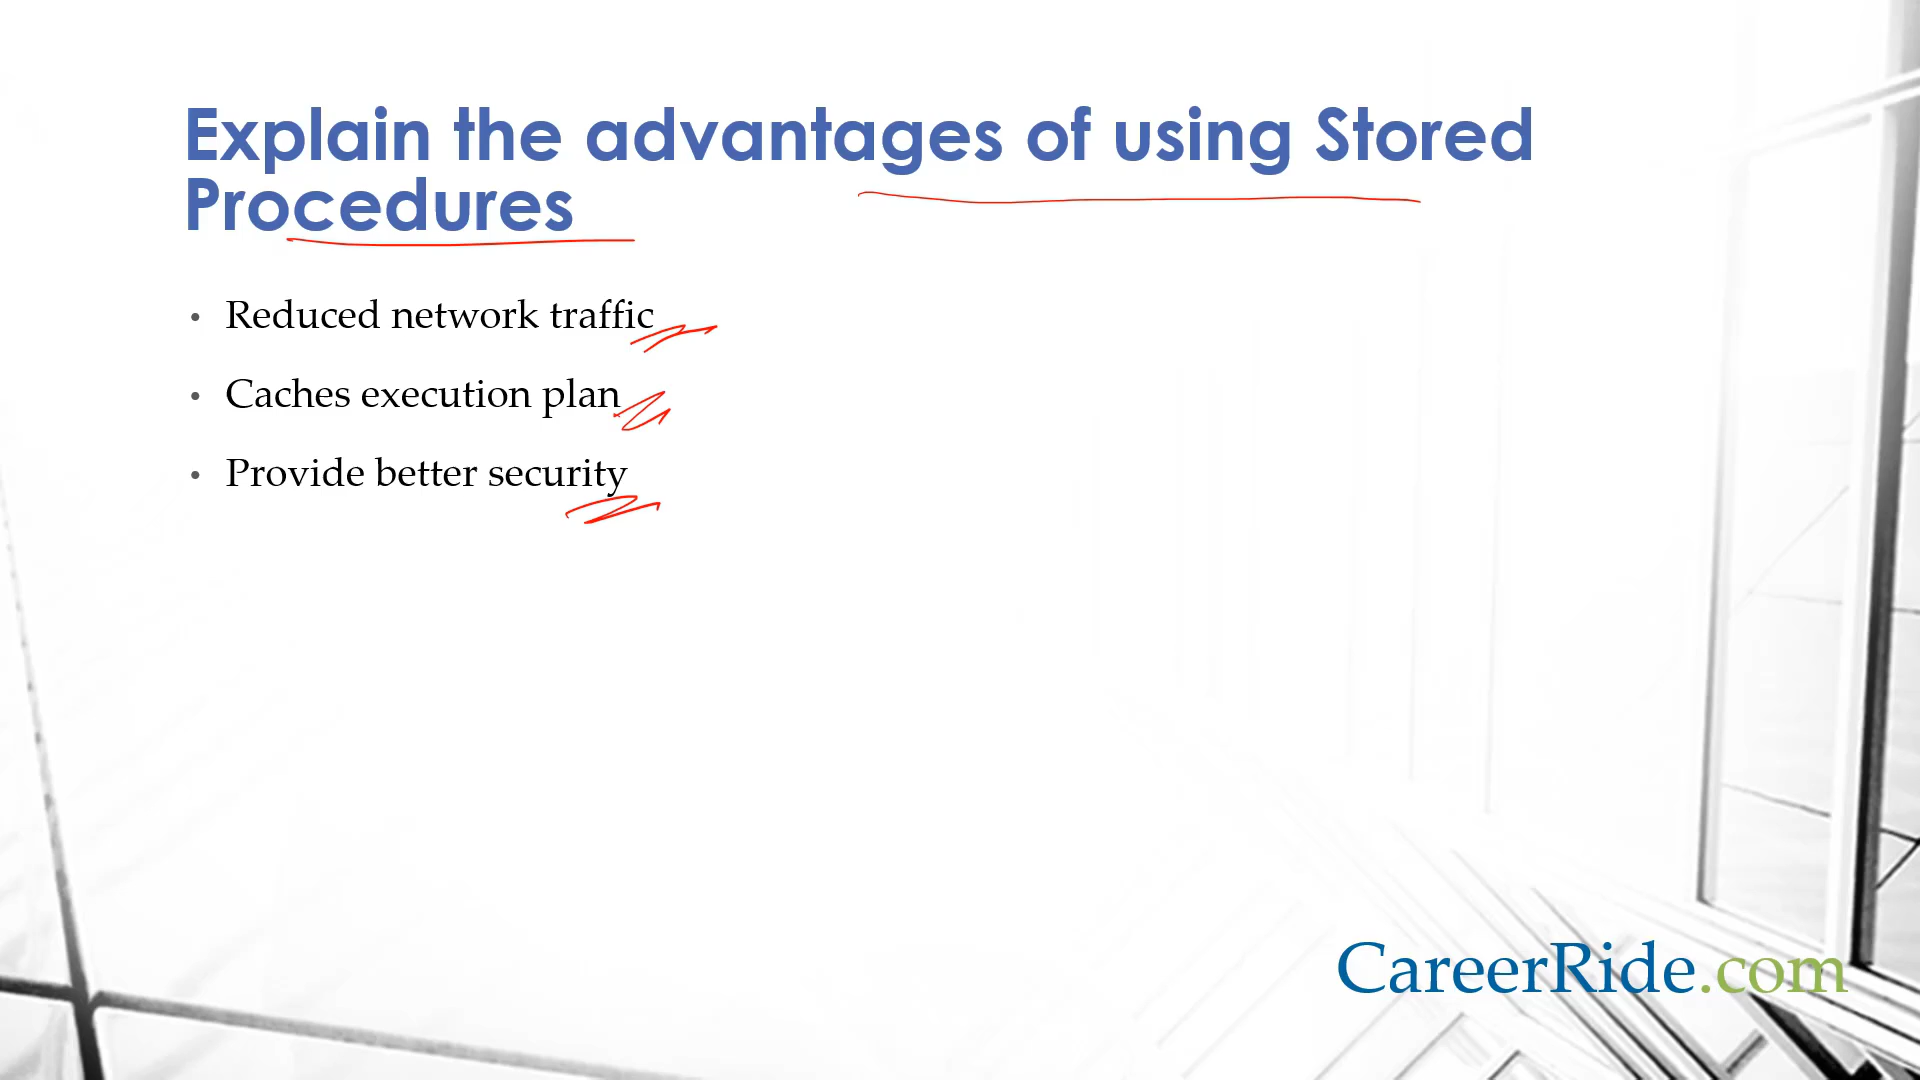 Explain the advantages of using Stored
Procedures
• Reduced network traffic
• Caches execution plan
• Provide better security
CareerRide.com